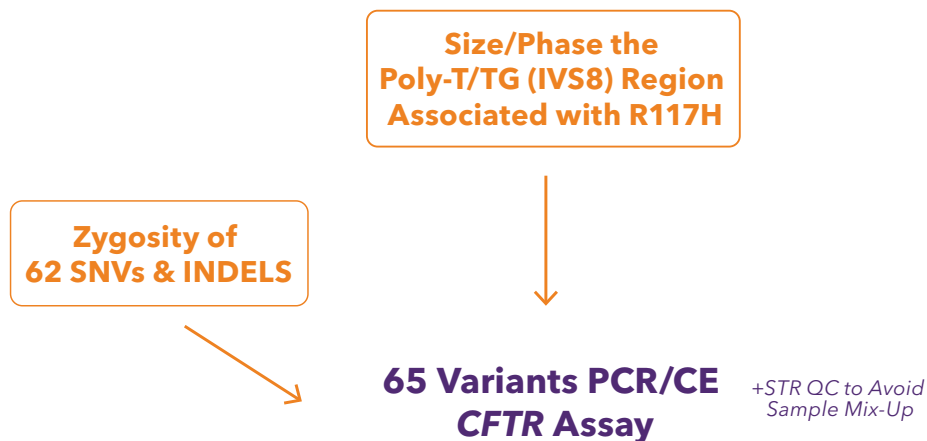 Size/Phase the
Poly-T/TG (IVS8) Region
Associated with R117H
Zygosity of
62 SNVs & INDELS
65 Variants PCR/CE
CFTR Assay
+STR QC to Avoid
Sample Mix-Up